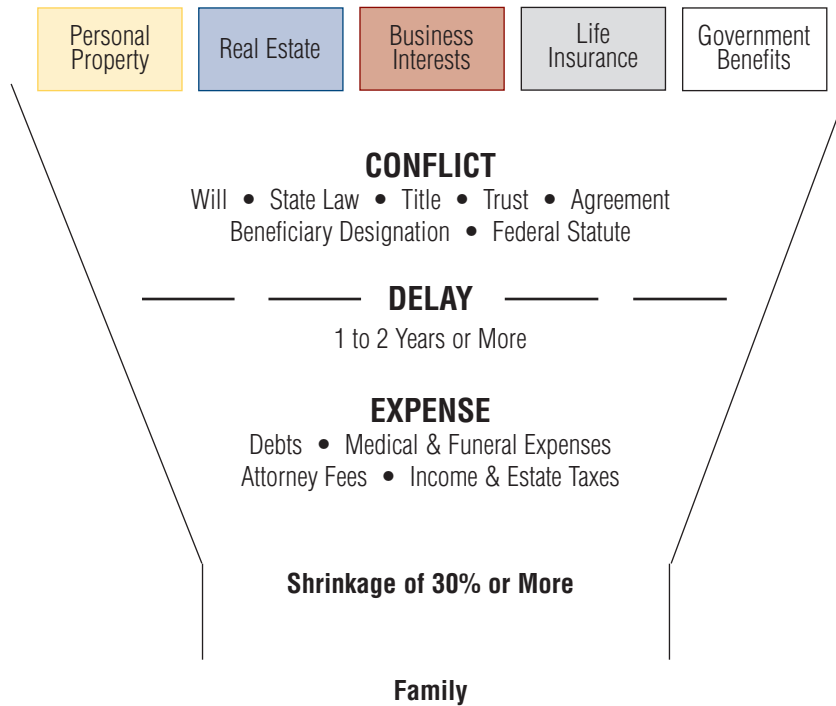 Personal
Property
Real Estate
Business
Interests
Life
Insurance
Government
Benefits
CONFLICT
Will • State Law • Title • Trust • Agreement
Beneficiary Designation • Federal Statute
DELAY
1 to 2 Years or More
EXPENSE
Debts • Medical & Funeral Expenses
Attorney Fees • Income & Estate Taxes
Shrinkage of 30% or More
Family